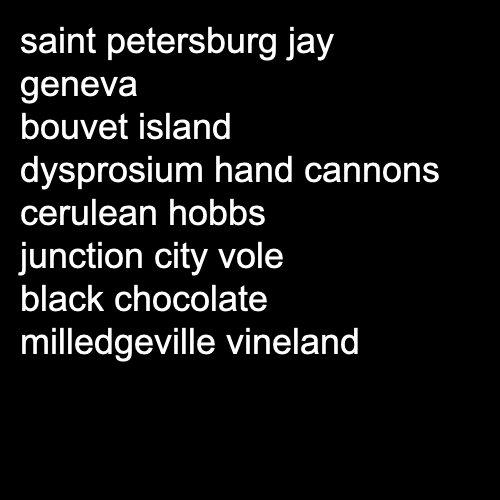 saint petersburg jay
geneva
bouvet island
dysprosium hand cannons
cerulean hobbs
junction city vole
black chocolate
milledgeville vineland